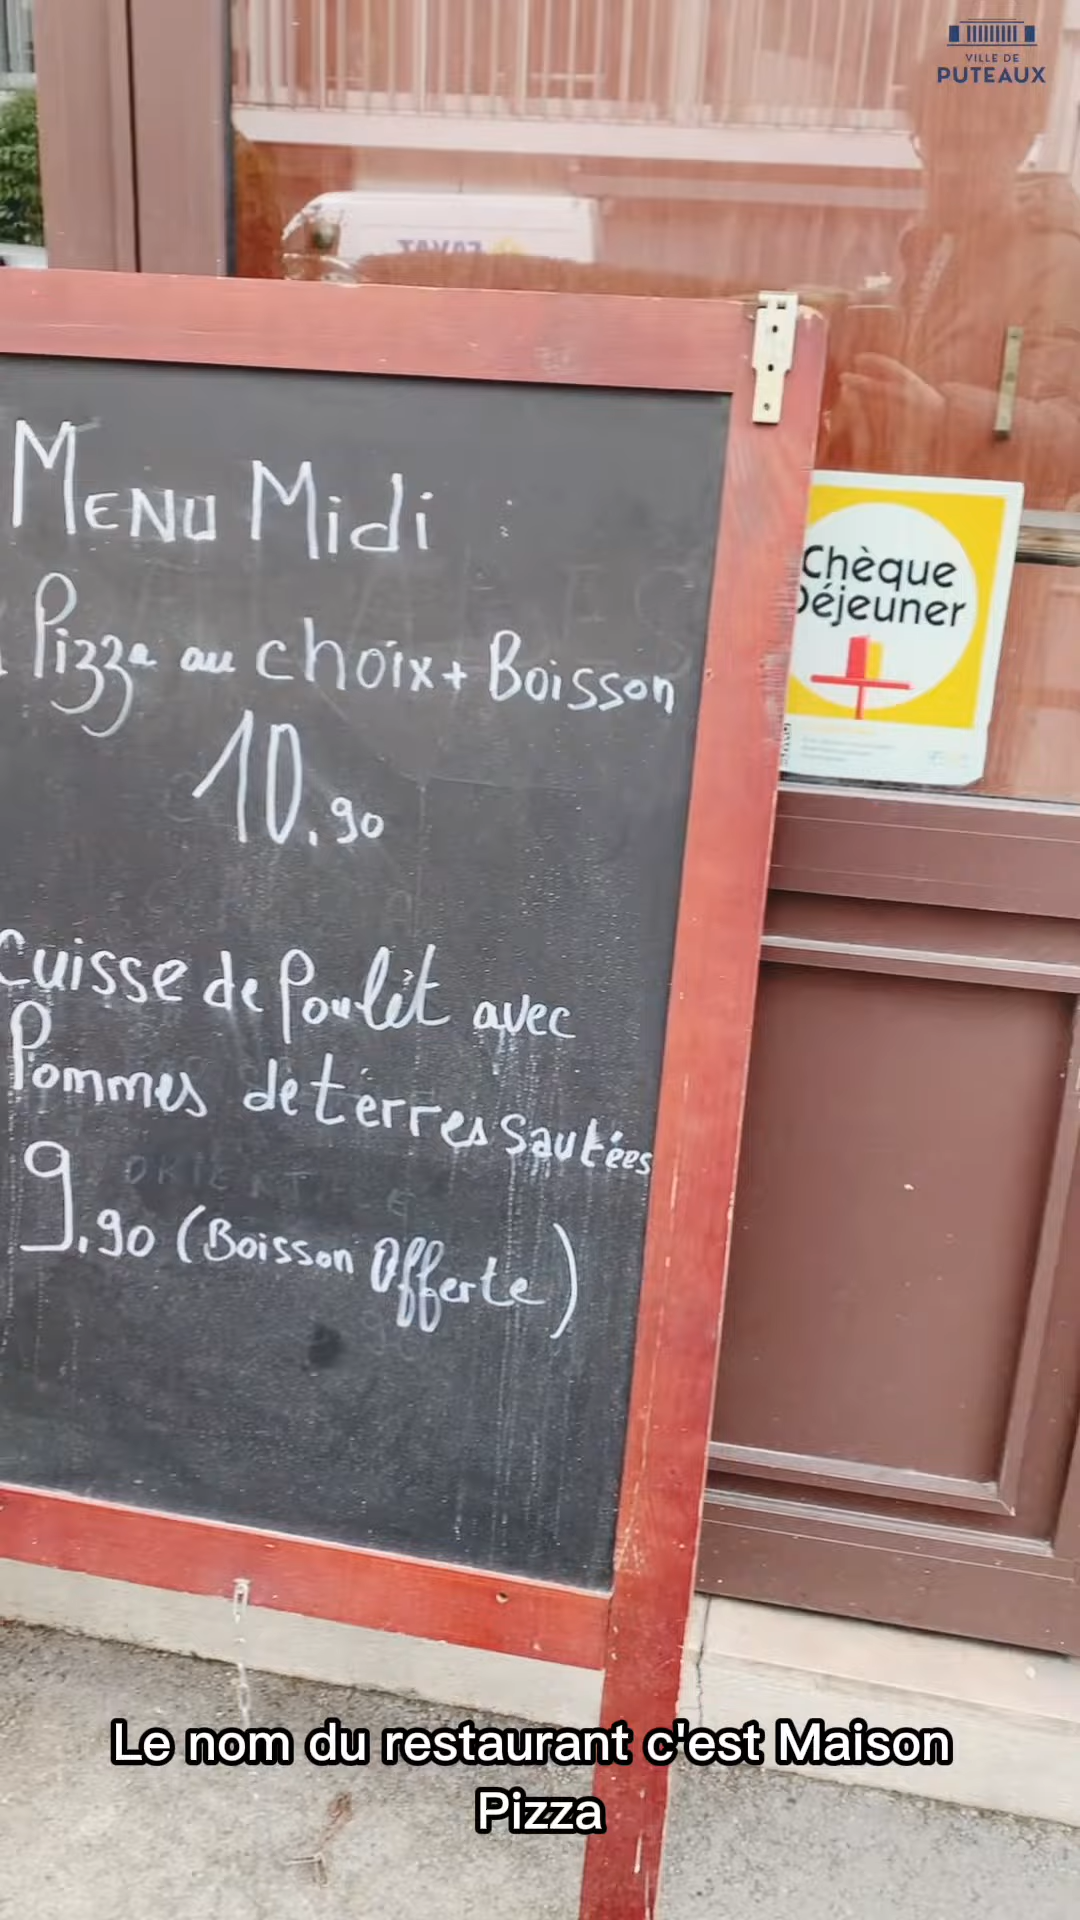 VILLE DE
PUTEAUX
MENU Midi :
Pizza au choix + Boisson
10.90
Chèque
Déjeuner
cuisse de Poulet avec
Pommes de terres sautées
9.90 (Boisson Offerte)
Le nom du restaurant c'est Maison
Pizza